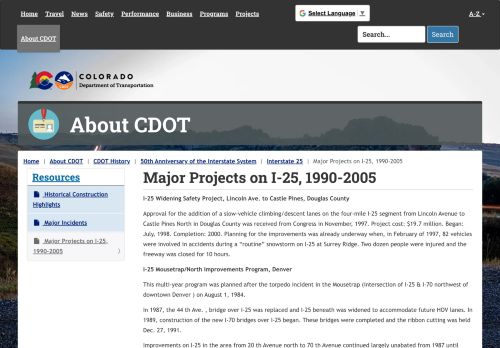 Home Travel News Safety Performance Business Programs Projects
Select Language ▼
A-Z
About CDOT
Search...
Search
COLORADO
Department of Transportation
About CDOT
Home | About CDOT | CDOT History | 50th Anniversary of the Interstate System | Interstate 25 | Major Projects on I-25, 1990-2005
Resources
Historical Construction
Highlights
Major Incidents
Major Projects on I-25,
1990-2005
Major Projects on I-25, 1990-2005
I-25 Widening Safety Project, Lincoln Ave. to Castle Pines, Douglas County
Approval for the addition of a slow-vehicle climbing/descent lanes on the four-mile I-25 segment from Lincoln Avenue to
Castle Pines North in Douglas County was received from Congress in November, 1997. Project cost: $19.7 million. Began:
July, 1998. Completion: 2000. Planning for the improvements was already underway when, in February of 1997, 82 vehicles
were involved in accidents during a "routine" snowstorm on I-25 at Surrey Ridge. Two dozen people were injured and the
freeway was closed for 10 hours.
I-25 Mousetrap/North Improvements Program, Denver
This multi-year program was planned after the torpedo incident in the Mousetrap (intersection of I-25 & I-70 northwest of
downtown Denver ) on August 1, 1984.
In 1987, the 44 th Ave. , bridge over I-25 was replaced and I-25 beneath was widened to accommodate future HOV lanes. In
1989, construction of the new I-70 bridges over I-25 began. These bridges were completed and the ribbon cutting was held
Dec. 27, 1991.
Improvements on I-25 in the area from 20 th Avenue north to 70 th Avenue continued largely unabated from 1987 until